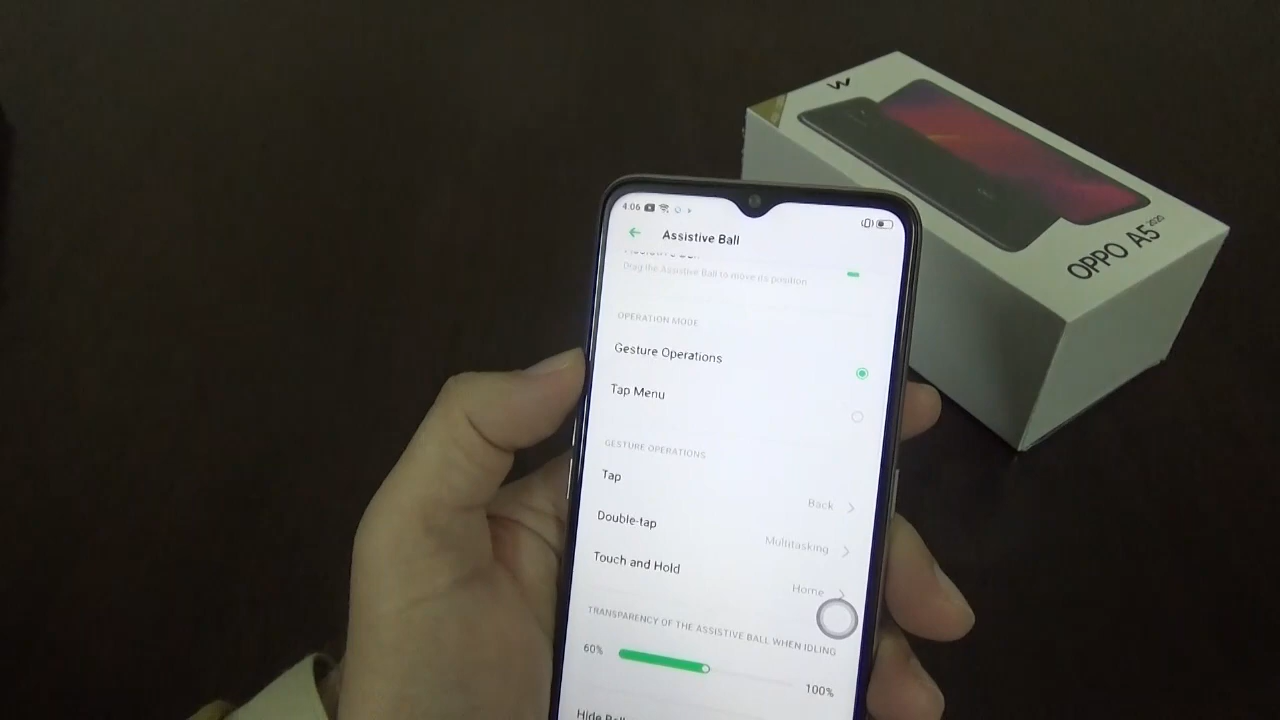 W
OPPO A5 2020
4:06
Assistive Ball
Drag the Assistive Ball to move its position
OPERATION MODE
Gesture Operations
Tap Menu
GESTURE OPERATIONS
Tap
Back
Double-tap
Multitasking
Touch and Hold
Home
TRANSPARENCY OF THE ASSISTIVE BALL WHEN IDLING
60%
100%
Hide